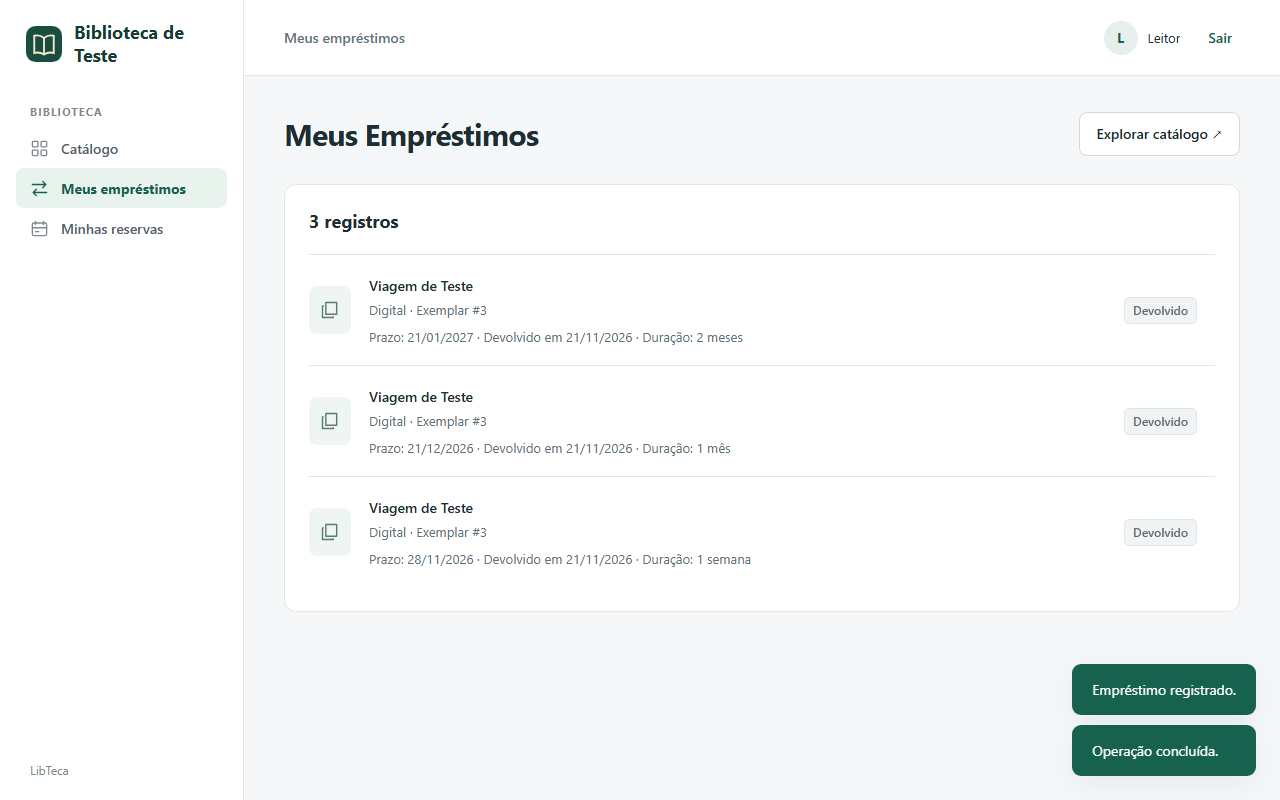 Biblioteca de
Teste
BIBLIOTECA
Catálogo
Meus empréstimos
Minhas reservas
LibTeca
Meus empréstimos
L
Leitor
Sair
Meus Empréstimos
Explorar catálogo ↗
3 registros
Viagem de Teste
Digital · Exemplar #3
Prazo: 21/01/2027 · Devolvido em 21/11/2026 · Duração: 2 meses
Devolvido
Viagem de Teste
Digital · Exemplar #3
Prazo: 21/12/2026 · Devolvido em 21/11/2026 · Duração: 1 mês
Devolvido
Viagem de Teste
Digital · Exemplar #3
Prazo: 28/11/2026 · Devolvido em 21/11/2026 · Duração: 1 semana
Devolvido
Empréstimo registrado.
Operação concluída.